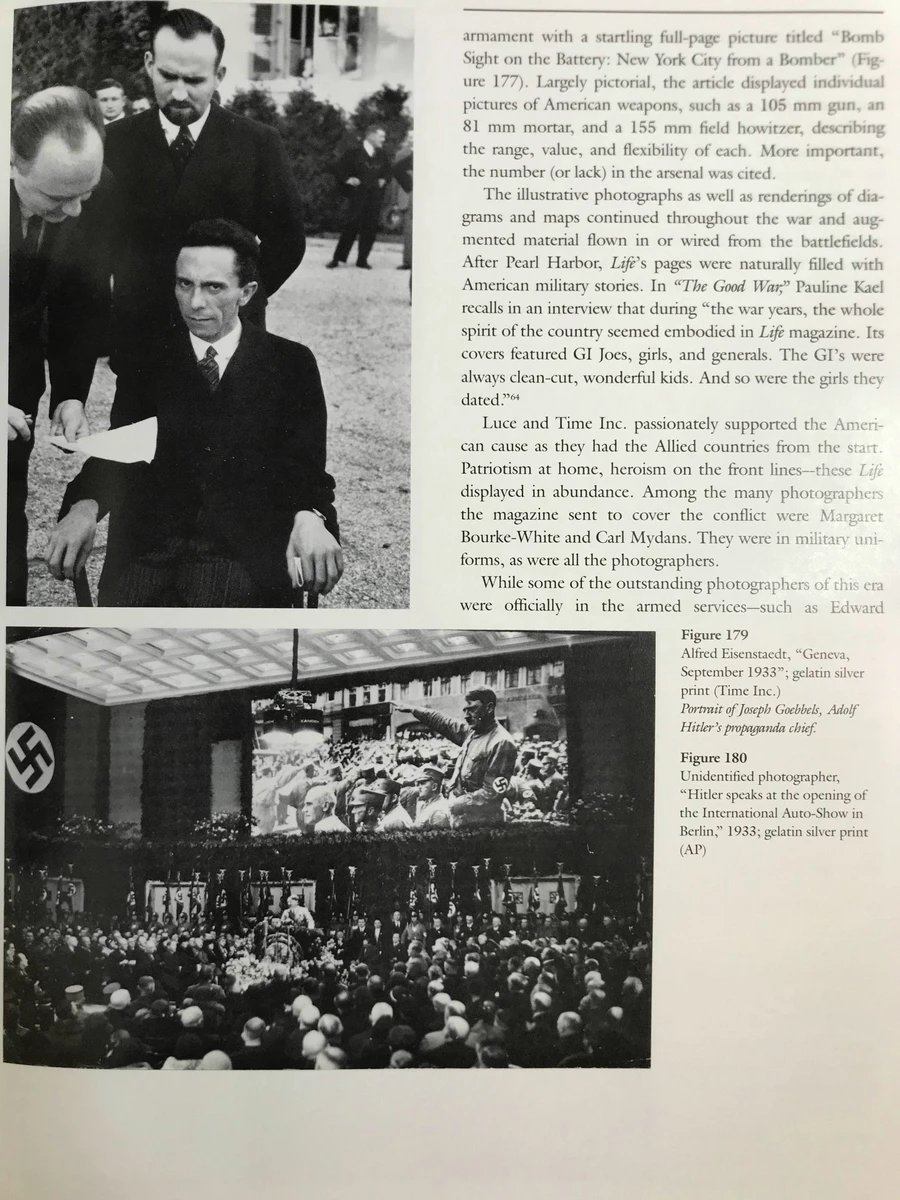 armament with a startling full-page picture titled “Bomb
Sight on the Battery: New York City from a Bomber” (Fig-
ure 177). Largely pictorial, the article displayed individual
pictures of American weapons, such as a 105 mm gun, an
81 mm mortar, and a 155 mm field howitzer, describing
the range, value, and flexibility of each. More important,
the number (or lack) in the arsenal was cited.
The illustrative photographs as well as renderings of dia-
grams and maps continued throughout the war and aug-
mented material flown in or wired from the battlefields.
After Pearl Harbor, Life’s pages were naturally filled with
American military stories. In “The Good War,” Pauline Kael
recalls in an interview that during “the war years, the whole
spirit of the country seemed embodied in Life magazine. Its
covers featured GI Joes, girls, and generals. The GI’s were
always clean-cut, wonderful kids. And so were the girls they
dated.”64
Luce and Time Inc. passionately supported the Ameri-
can cause as they had the Allied countries from the start.
Patriotism at home, heroism on the front lines—these Life
displayed in abundance. Among the many photographers
the magazine sent to cover the conflict were Margaret
Bourke-White and Carl Mydans. They were in military uni-
forms, as were all the photographers.
While some of the outstanding photographers of this era
were officially in the armed services—such as Edward
Figure 179
Alfred Eisenstaedt, “Geneva,
September 1933”; gelatin silver
print (Time Inc.)
Portrait of Joseph Goebbels, Adolf
Hitler’s propaganda chief.
Figure 180
Unidentified photographer,
“Hitler speaks at the opening of
the International Auto-Show in
Berlin,” 1933; gelatin silver print
(AP)